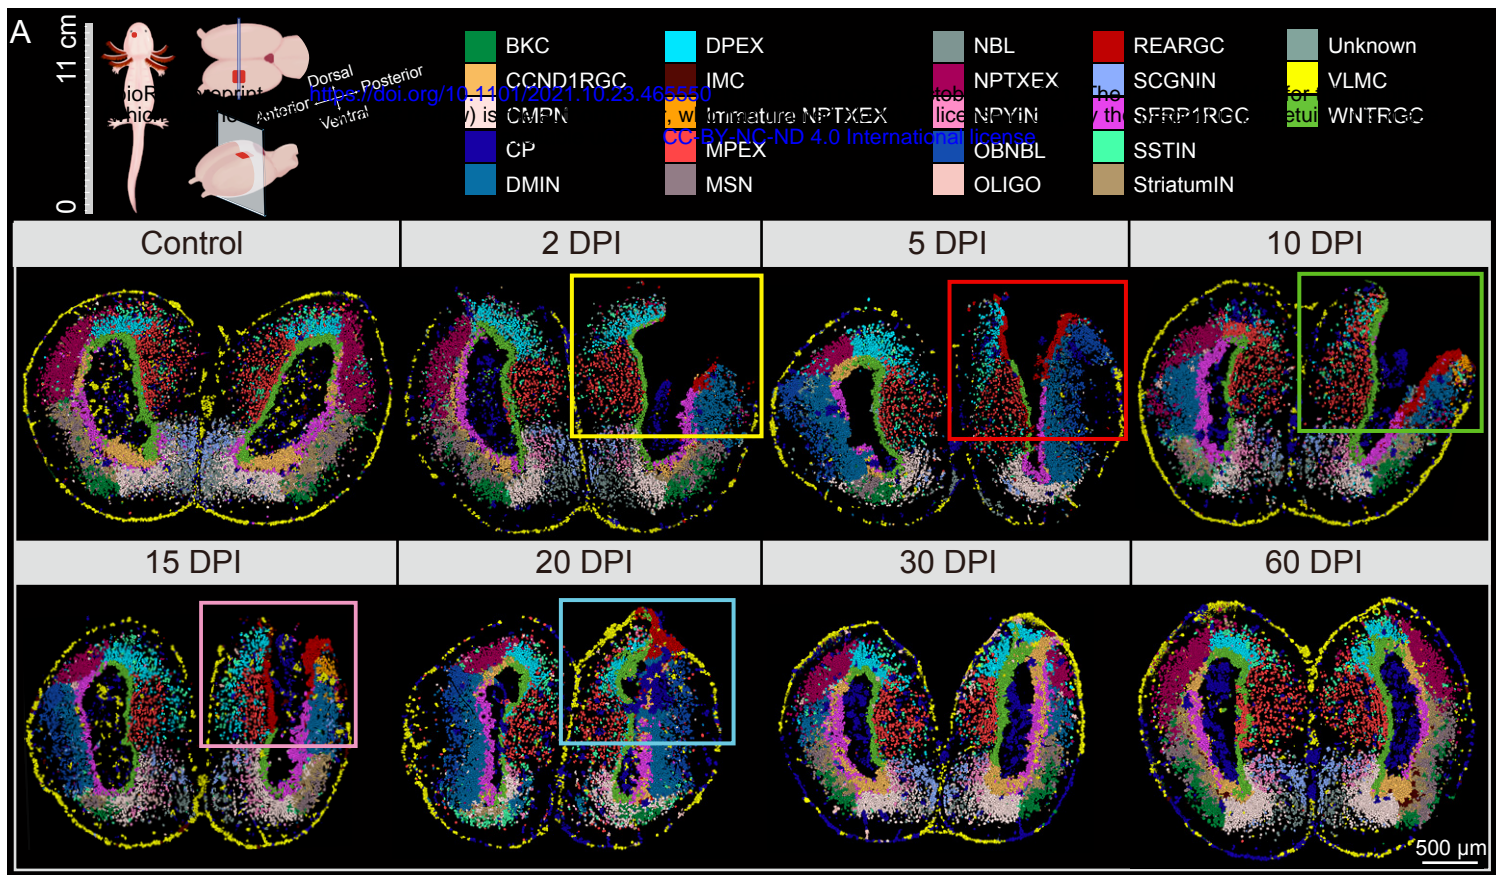 A
11 cm
0
Dorsal
Posterior
Anterior
Ventral
BKC
CCND1RGC
DMPN
CP
DMIN
DPEX
IMC
Immature NPTXEX
MPEX
MSN
NBL
NPTXEX
NPYIN
OBNBL
OLIGO
REARGC
SCGNIN
SFRP1RGC
SSTIN
StriatumIN
Unknown
VLMC
WNTRGC
https://doi.org/10.1101/2021.10.23.465550
CC-BY-NC-ND 4.0 International license
Control
2 DPI
5 DPI
10 DPI
15 DPI
20 DPI
30 DPI
60 DPI
500 µm